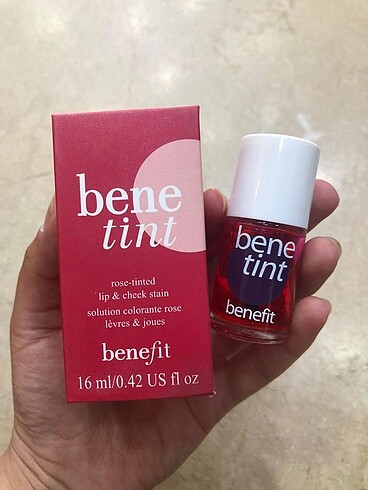 bene
tint
rose-tinted
lip & cheek stain
solution colorante rose
lèvres & joues
benefit
16 ml/0.42 US fl oz
bene
tint
benefit